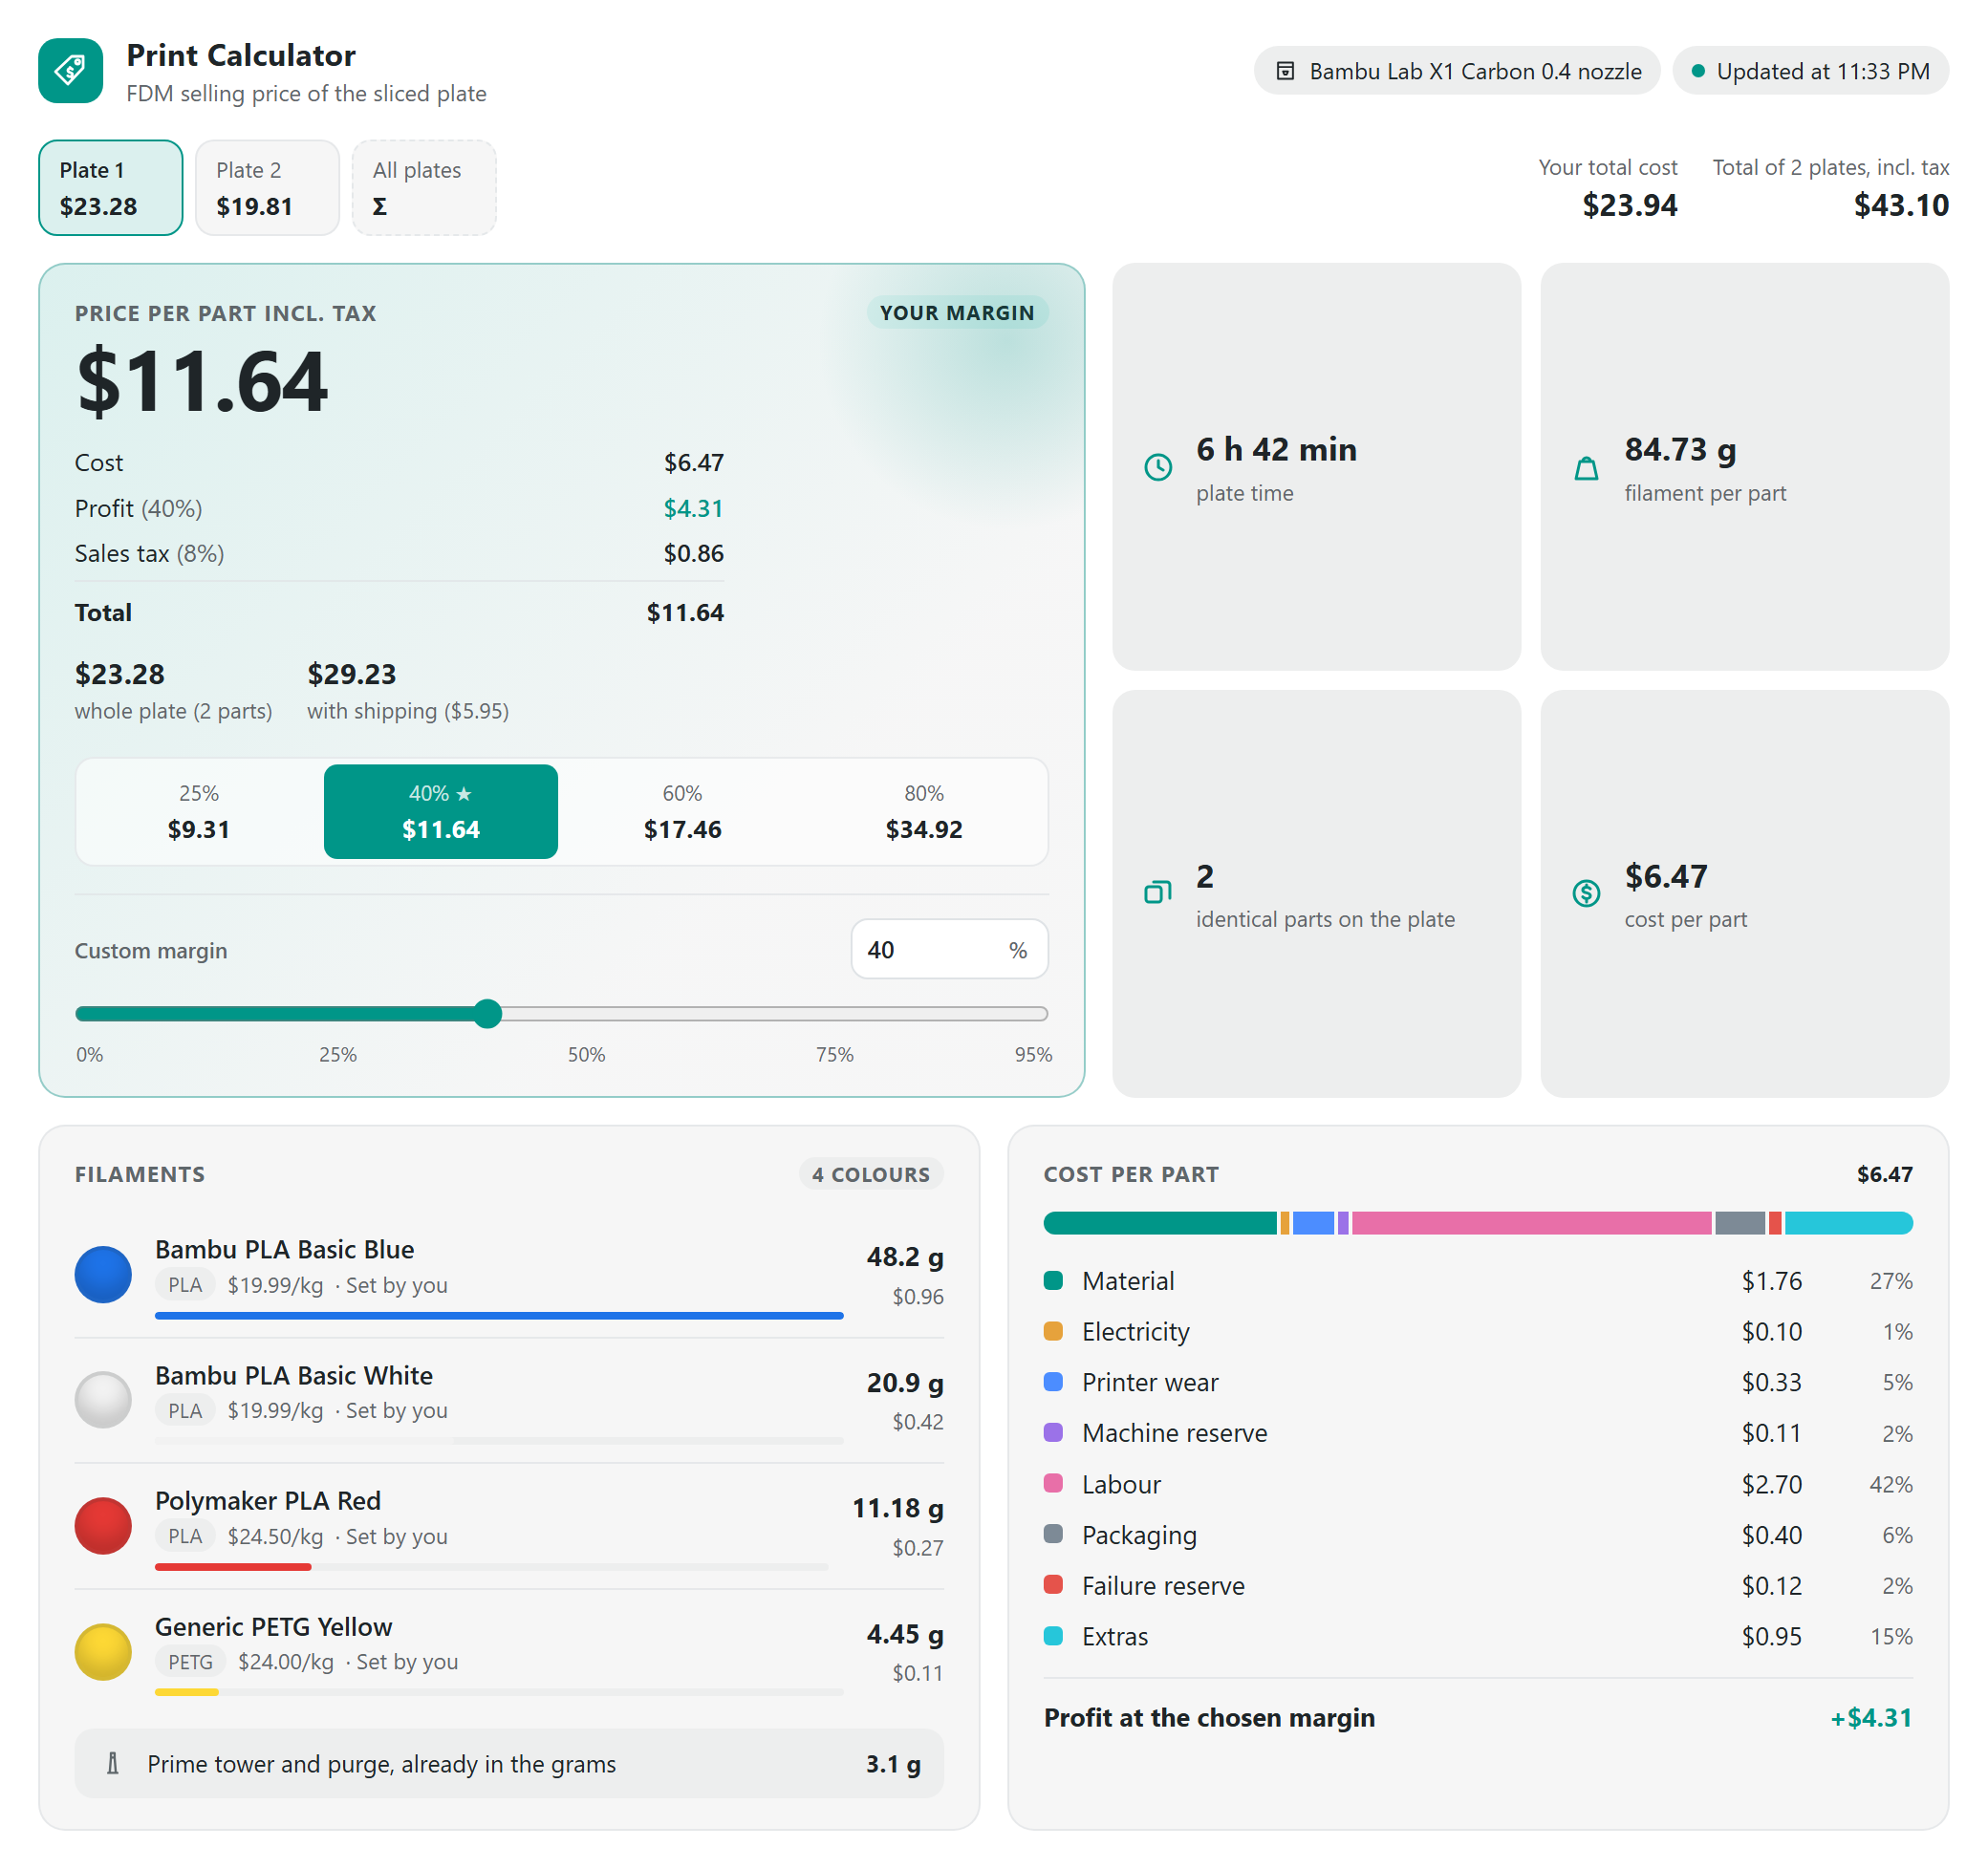 Print Calculator
FDM selling price of the sliced plate
Bambu Lab X1 Carbon 0.4 nozzle
Updated at 11:33 PM
Plate 1
$23.28
Plate 2
$19.81
All plates
Σ
Your total cost
$23.94
Total of 2 plates, incl. tax
$43.10
PRICE PER PART INCL. TAX
YOUR MARGIN
$11.64
Cost $6.47
Profit (40%) $4.31
Sales tax (8%) $0.86
Total $11.64
$23.28
whole plate (2 parts)
$29.23
with shipping ($5.95)
25%
$9.31
40% ★
$11.64
60%
$17.46
80%
$34.92
Custom margin
40 %
0% 25% 50% 75% 95%
6 h 42 min
plate time
84.73 g
filament per part
2
identical parts on the plate
$6.47
cost per part
FILAMENTS
4 COLOURS
Bambu PLA Basic Blue
PLA $19.99/kg · Set by you
48.2 g
$0.96
Bambu PLA Basic White
PLA $19.99/kg · Set by you
20.9 g
$0.42
Polymaker PLA Red
PLA $24.50/kg · Set by you
11.18 g
$0.27
Generic PETG Yellow
PETG $24.00/kg · Set by you
4.45 g
$0.11
Prime tower and purge, already in the grams 3.1 g
COST PER PART $6.47
Material $1.76 27%
Electricity $0.10 1%
Printer wear $0.33 5%
Machine reserve $0.11 2%
Labour $2.70 42%
Packaging $0.40 6%
Failure reserve $0.12 2%
Extras $0.95 15%
Profit at the chosen margin +$4.31